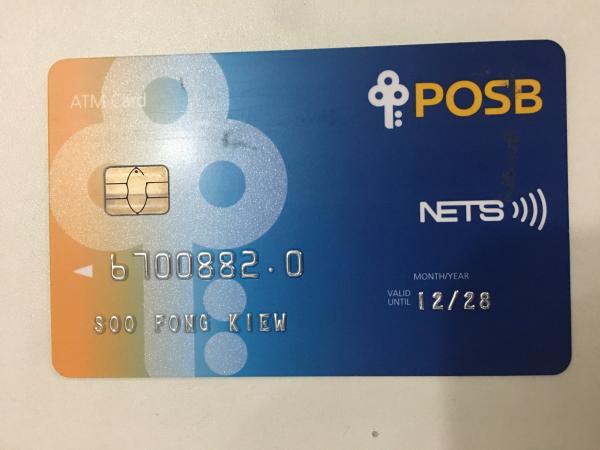 ATM Card
POSB
NETS
6700882.0
MONTH/YEAR
VALID UNTIL 12/28
SOO FONG KIEW